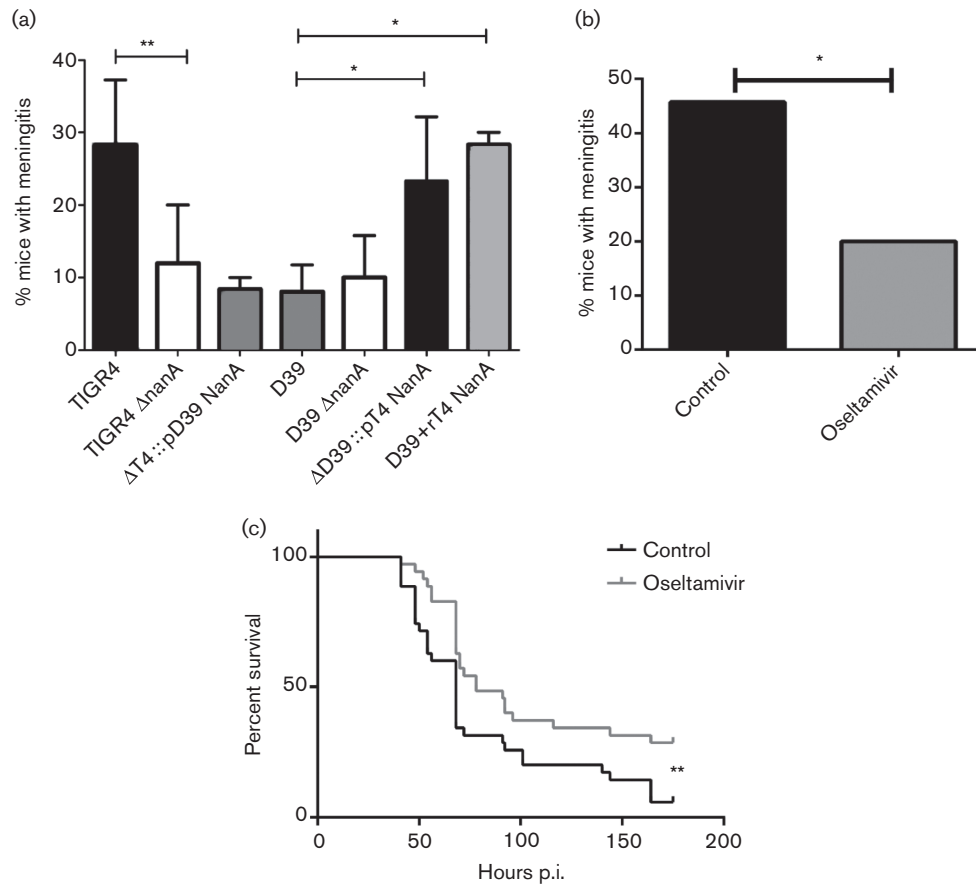 (a)
% mice with meningitis
40
30
20
10
0
**
*
*
TIGR4
TIGR4 ΔnanA
ΔT4::pD39 NanA
D39
D39 ΔnanA
ΔD39::pT4 NanA
D39+rT4 NanA
(b)
% mice with meningitis
50
40
30
20
10
0
*
Control
Oseltamivir
(c)
Percent survival
100
50
0
Control
Oseltamivir
**
0 50 100 150 200
Hours p.i.